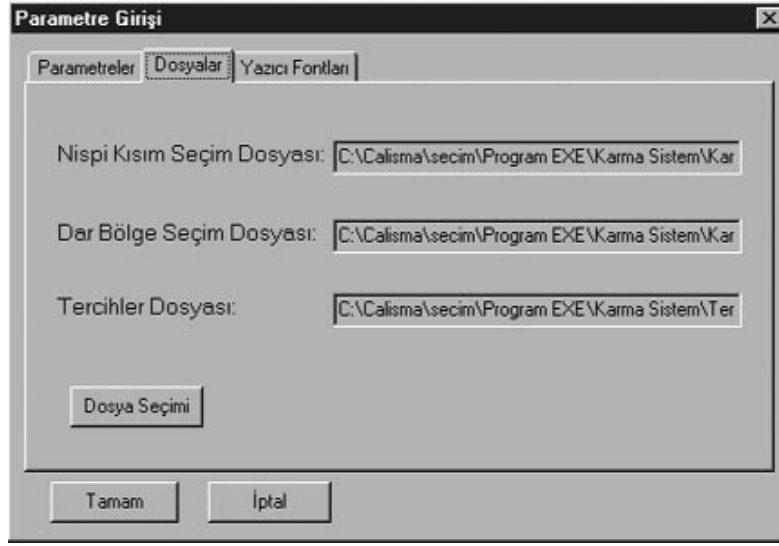 Parametre Girişi
Parametreler Dosyalar Yazıcı Fontları
Nispi Kısım Seçim Dosyası: C:\Calisma\secim\Program EXE\Karma Sistem\Kar
Dar Bölge Seçim Dosyası: C:\Calisma\secim\Program EXE\Karma Sistem\Kar
Tercihler Dosyası: C:\Calisma\secim\Program EXE\Karma Sistem\Ter
Dosya Seçimi
Tamam İptal